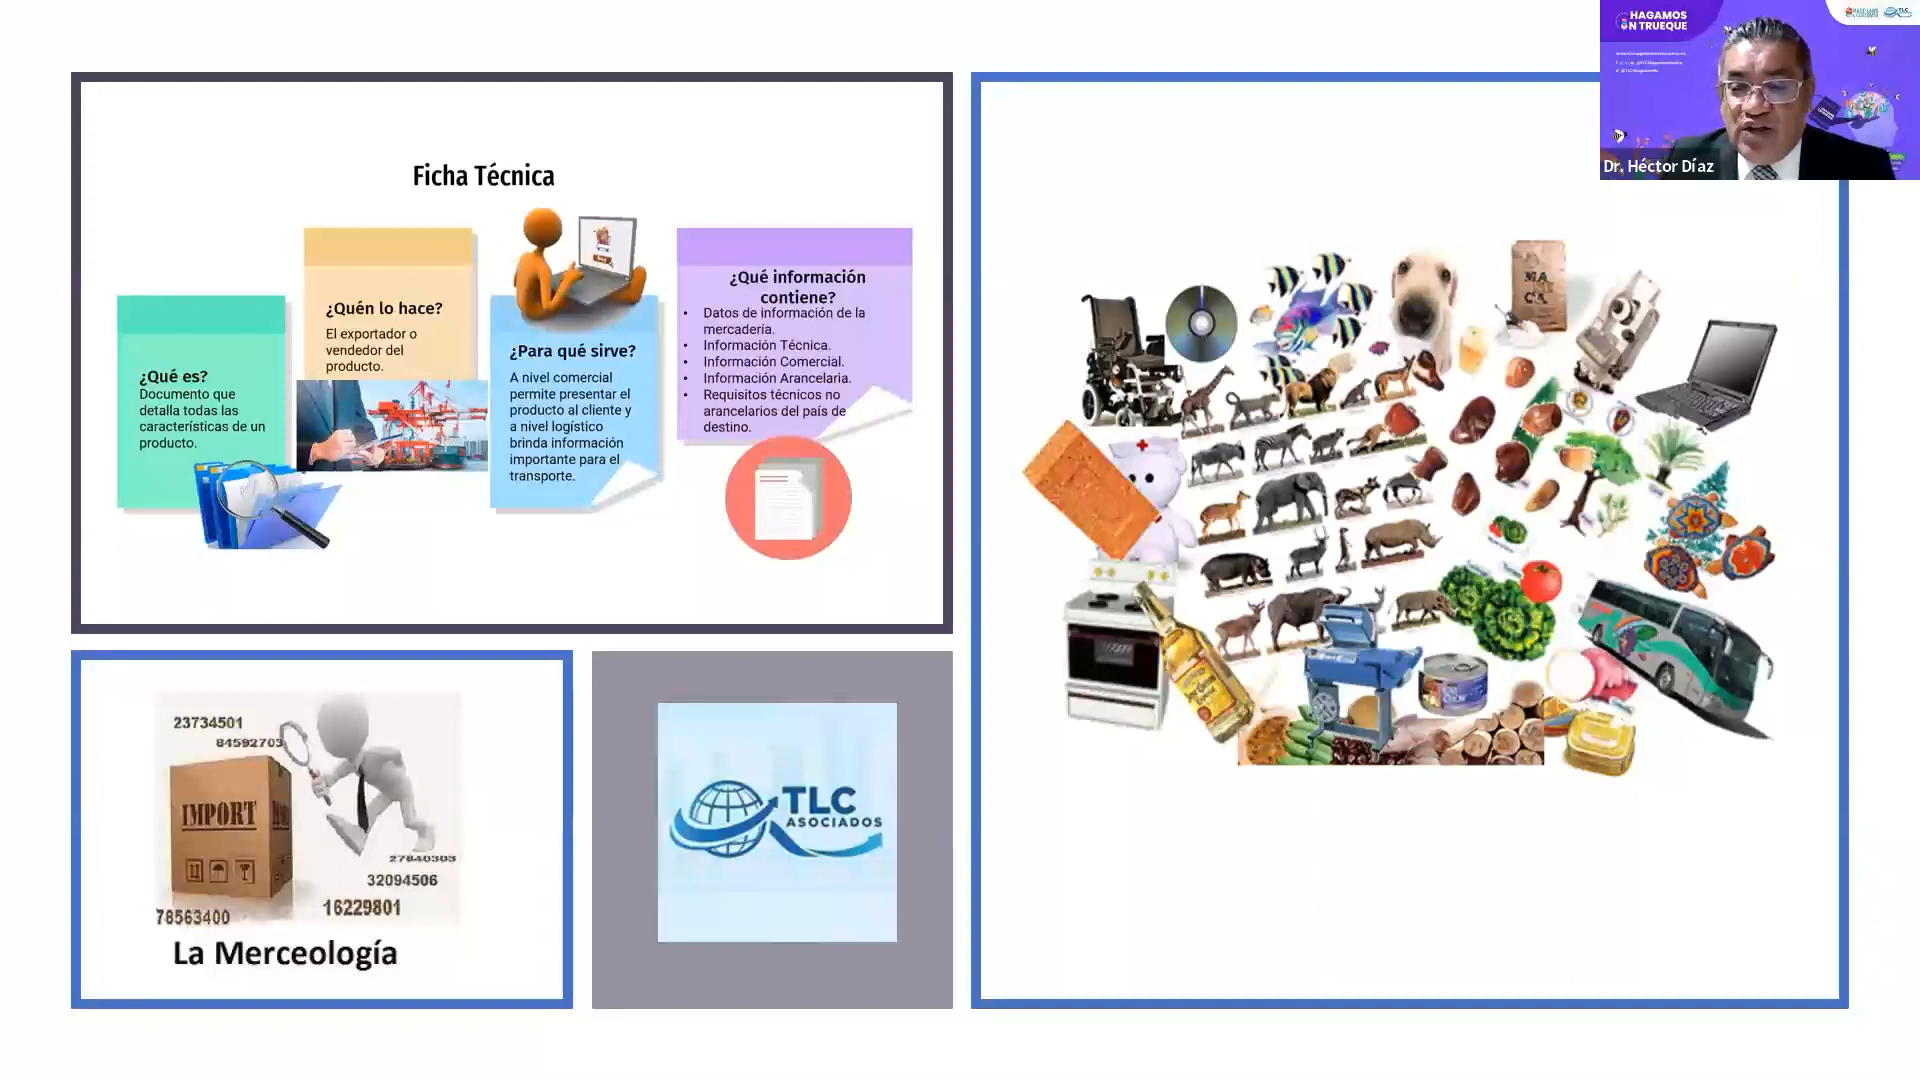 HAGAMOS
UN TRUEQUE
Dr. Héctor Díaz
Ficha Técnica
¿Qué es?
Documento que
detalla todas las
características de un
producto.
¿Quén lo hace?
El exportador o
vendedor del
producto.
¿Para qué sirve?
A nivel comercial
permite presentar el
producto al cliente y
a nivel logístico
brinda información
importante para el
transporte.
¿Qué información
contiene?
• Datos de información de la
mercadería.
• Información Técnica.
• Información Comercial.
• Información Arancelaria.
• Requisitos técnicos no
arancelarios del país de
destino.
23734501
84592703
IMPORT
27840303
32094506
16229801
78563400
La Merceología
TLC
ASOCIADOS